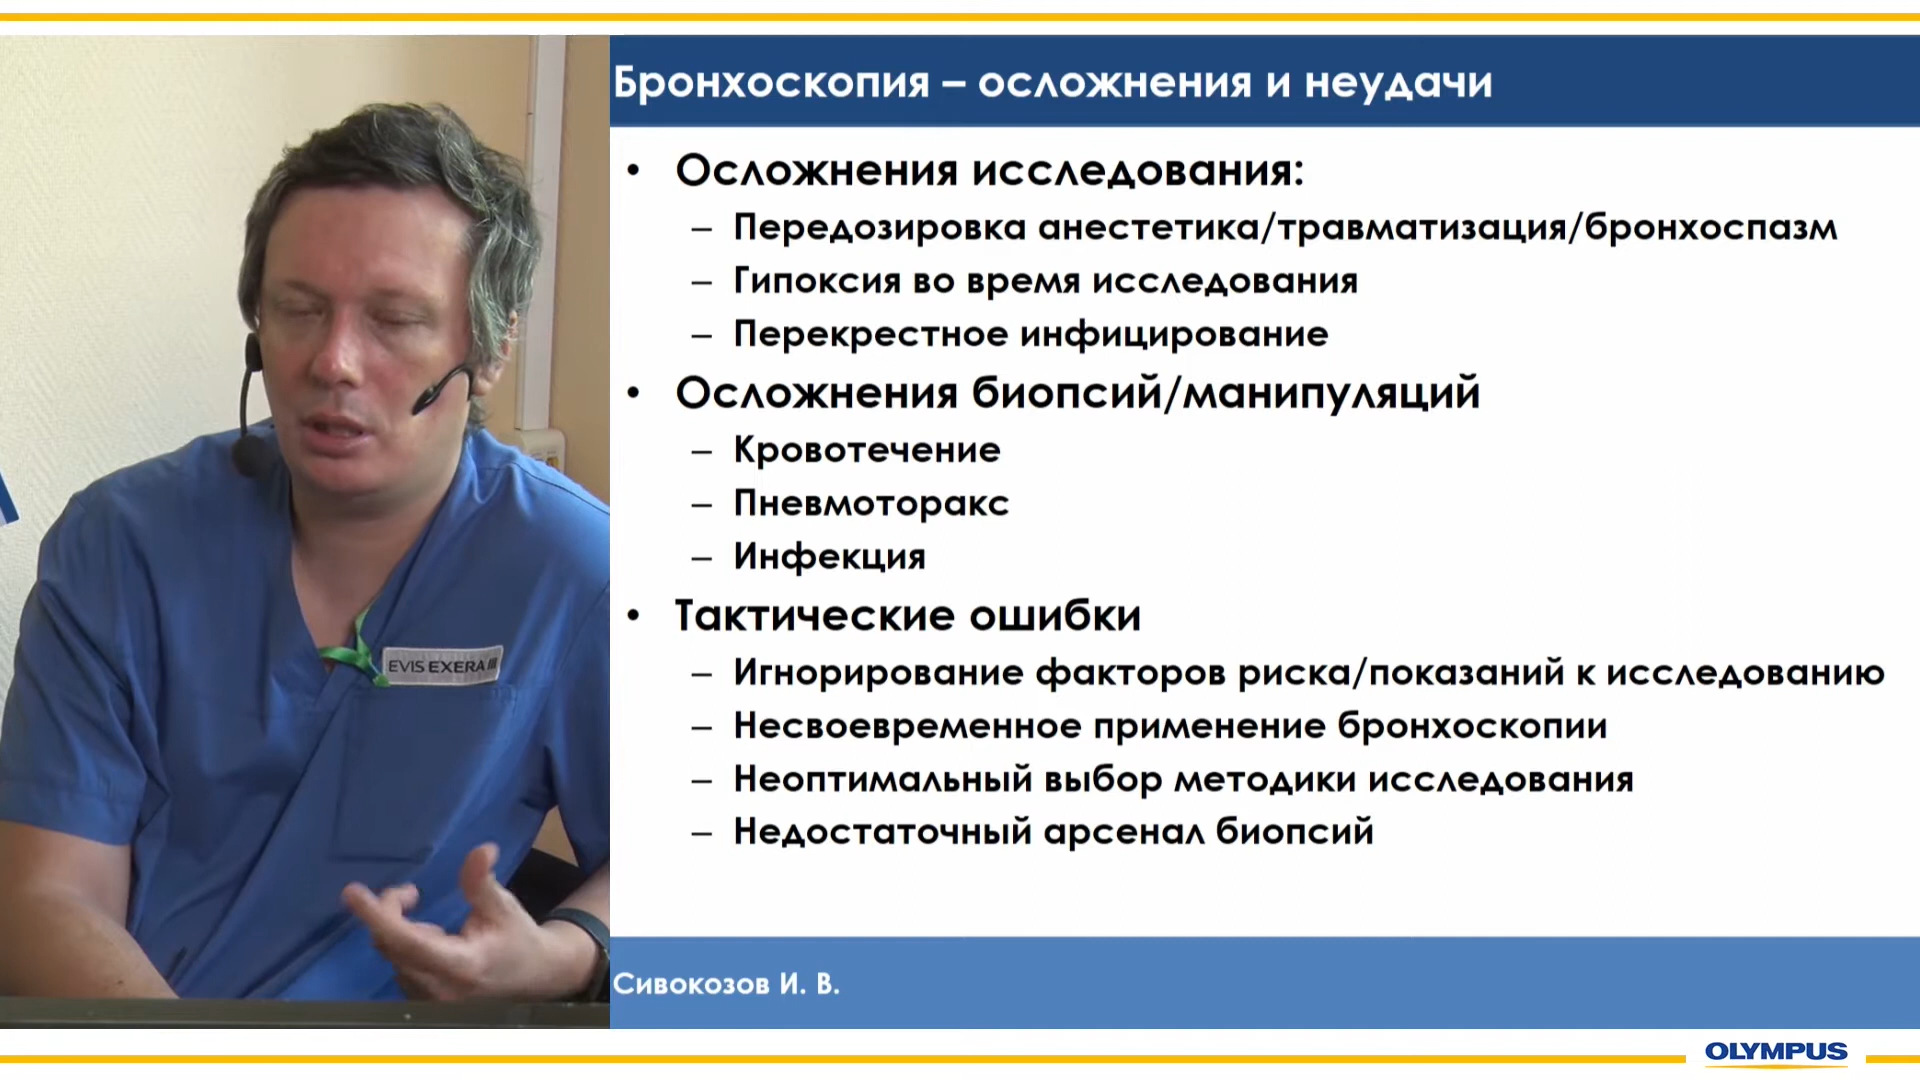 Бронхоскопия – осложнения и неудачи
• Осложнения исследования:
– Передозировка анестетика/травматизация/бронхоспазм
– Гипоксия во время исследования
– Перекрестное инфицирование
• Осложнения биопсий/манипуляций
– Кровотечение
– Пневмоторакс
– Инфекция
• Тактические ошибки
– Игнорирование факторов риска/показаний к исследованию
– Несвоевременное применение бронхоскопии
– Неоптимальный выбор методики исследования
– Недостаточный арсенал биопсий
EVIS EXERA III
Сивокозов И. В.
OLYMPUS